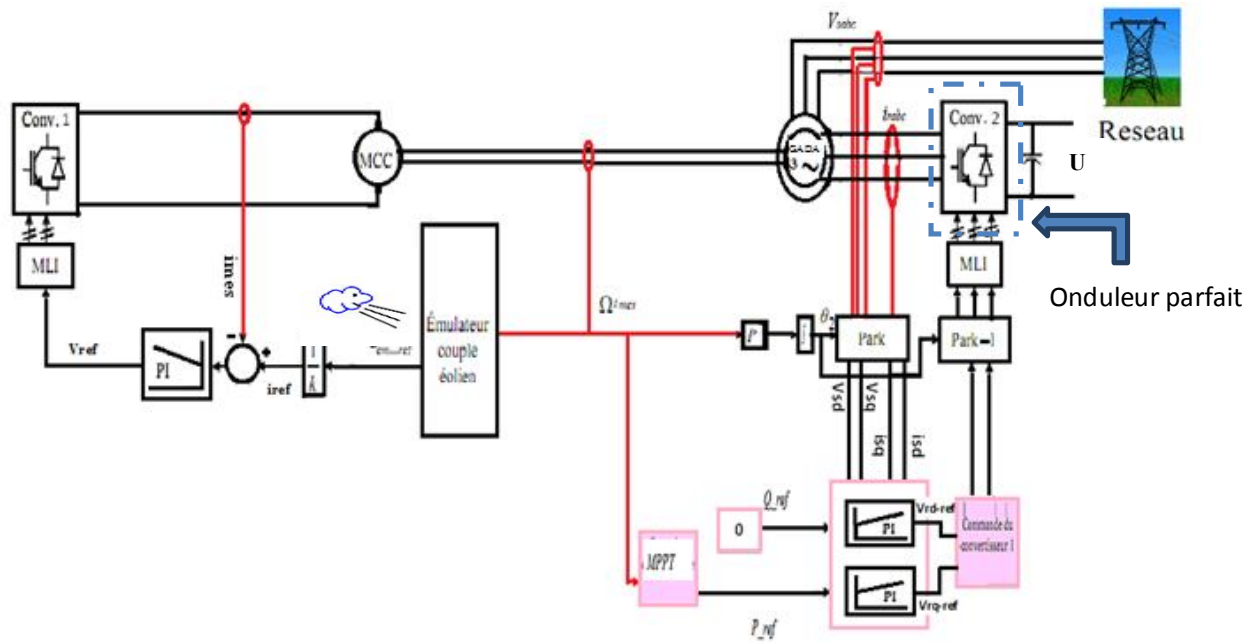 Vsabc
Conv. 1
MCC
GADA
3 ~
irabc
Conv. 2
Reseau
U
MLI
imes
MLI
Onduleur parfait
Émulateur
couple
éolien
Vref
PI
iref
k
Park
Park-1
Vsd
Vsq
isq
isd
Q_ref
0
PI
Vrd-ref
Commande du
convertisseur 1
MPPT
PI
Vrq-ref
P_ref